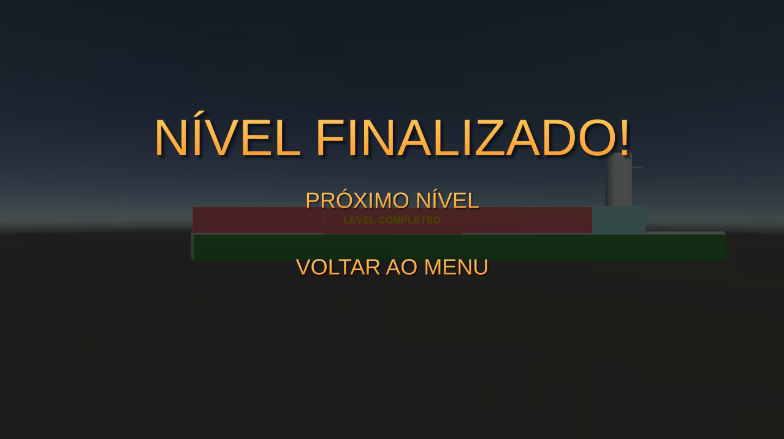 NÍVEL FINALIZADO!
PRÓXIMO NÍVEL
LEVEL COMPLETED
VOLTAR AO MENU